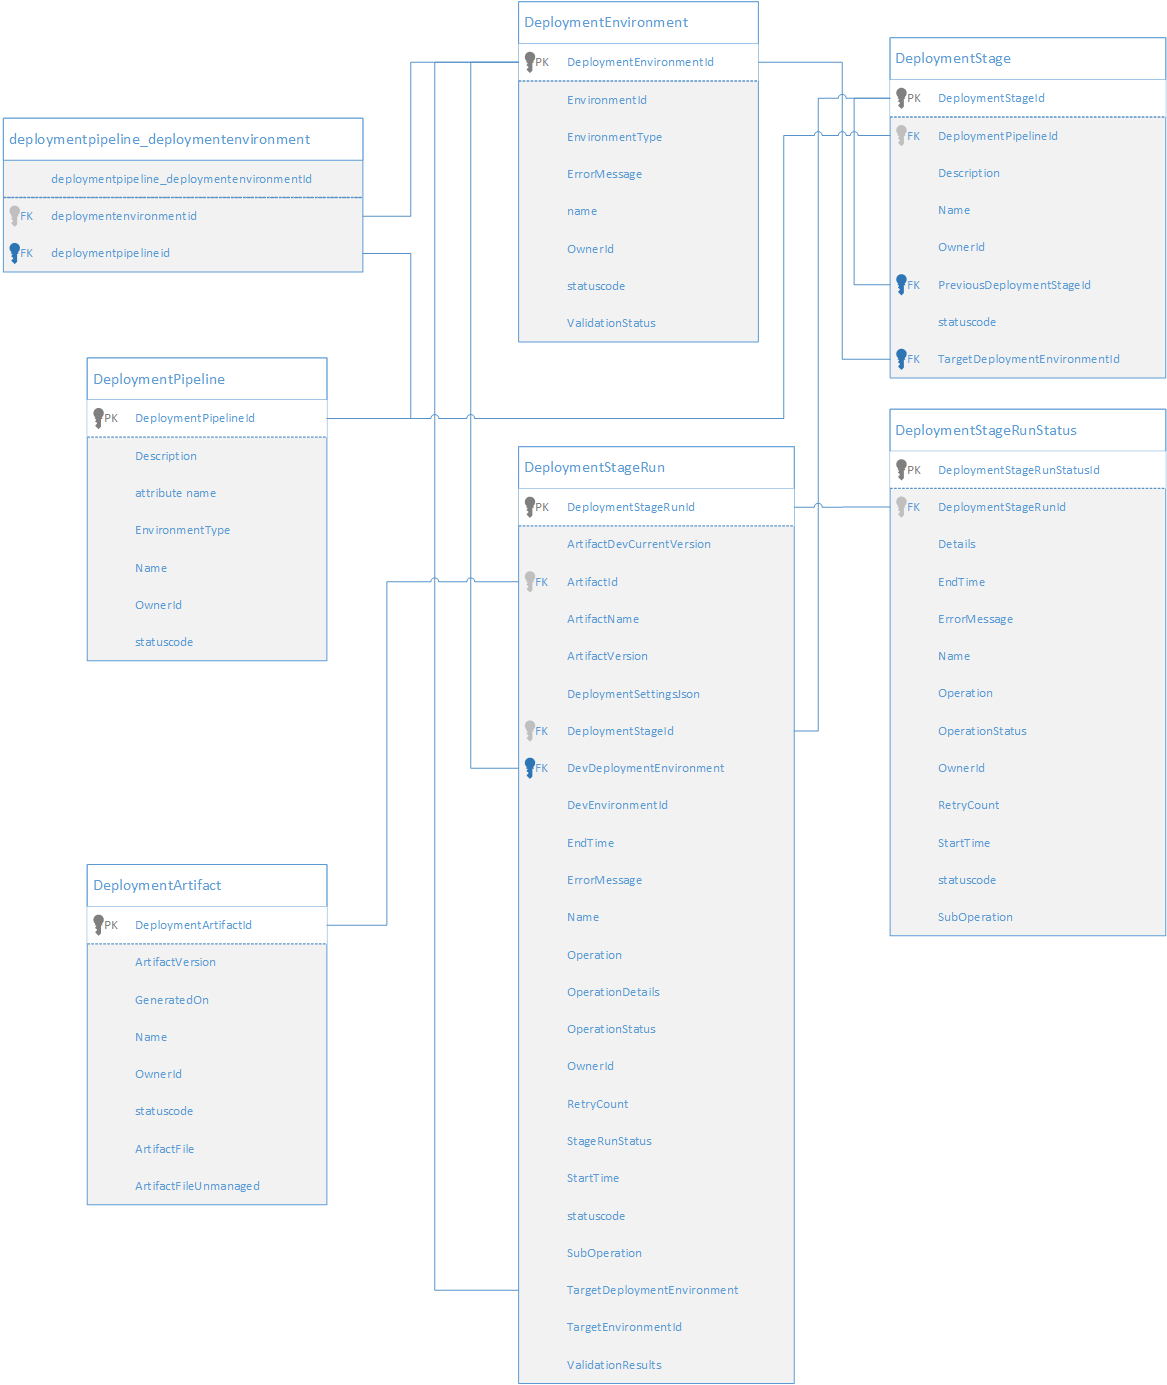 DeploymentEnvironment
PK DeploymentEnvironmentId
EnvironmentId
EnvironmentType
ErrorMessage
name
OwnerId
statuscode
ValidationStatus
DeploymentStage
PK DeploymentStageId
FK DeploymentPipelineId
Description
Name
OwnerId
FK PreviousDeploymentStageId
statuscode
FK TargetDeploymentEnvironmentId
deploymentpipeline_deploymentenvironment
deploymentpipeline_deploymentenvironmentId
FK deploymentenvironmentid
FK deploymentpipelineid
DeploymentPipeline
PK DeploymentPipelineId
Description
attribute name
EnvironmentType
Name
OwnerId
statuscode
DeploymentStageRun
PK DeploymentStageRunId
ArtifactDevCurrentVersion
FK ArtifactId
ArtifactName
ArtifactVersion
DeploymentSettingsJson
FK DeploymentStageId
FK DevDeploymentEnvironment
DevEnvironmentId
EndTime
ErrorMessage
Name
Operation
OperationDetails
OperationStatus
OwnerId
RetryCount
StageRunStatus
StartTime
statuscode
SubOperation
TargetDeploymentEnvironment
TargetEnvironmentId
ValidationResults
DeploymentStageRunStatus
PK DeploymentStageRunStatusId
FK DeploymentStageRunId
Details
EndTime
ErrorMessage
Name
Operation
OperationStatus
OwnerId
RetryCount
StartTime
statuscode
SubOperation
DeploymentArtifact
PK DeploymentArtifactId
ArtifactVersion
GeneratedOn
Name
OwnerId
statuscode
ArtifactFile
ArtifactFileUnmanaged